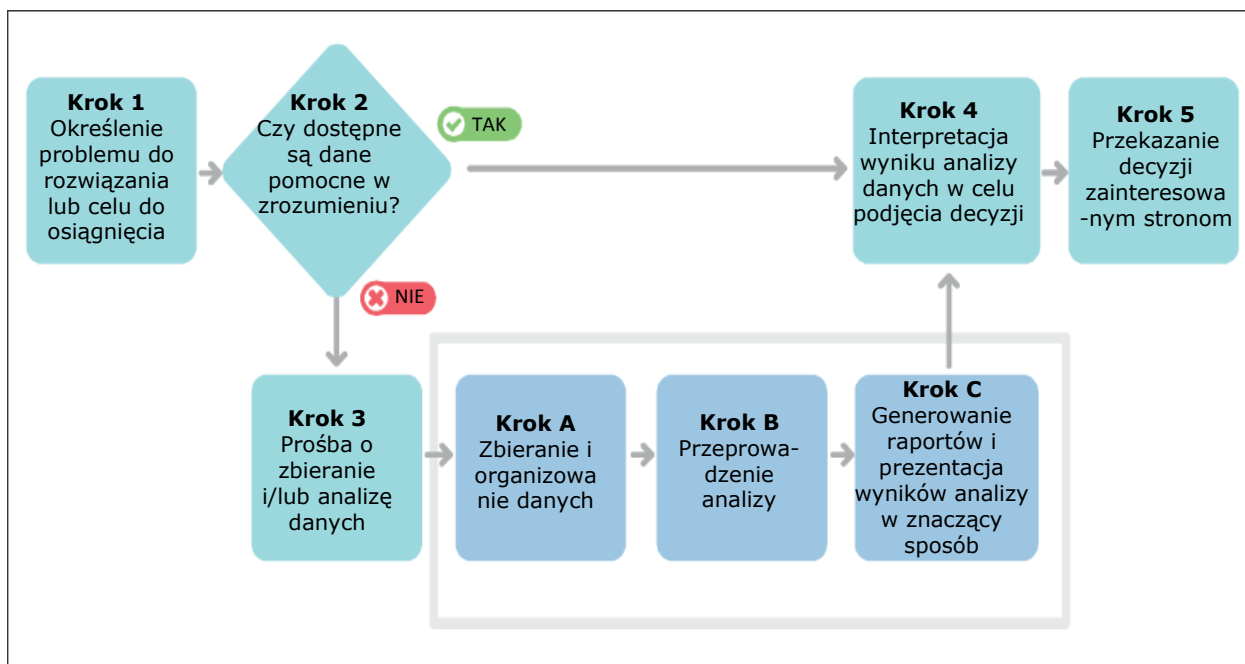 Krok 1
Określenie
problemu do
rozwiązania
lub celu do
osiągnięcia
Krok 2
Czy dostępne
są dane
pomocne w
zrozumieniu?
TAK
NIE
Krok 4
Interpretacja
wyniku analizy
danych w celu
podjęcia decyzji
Krok 5
Przekazanie
decyzji
zainteresowa
-nym stronom
Krok 3
Prośba o
zbieranie
i/lub analizę
danych
Krok A
Zbieranie i
organizowa
nie danych
Krok B
Przeprowa-
dzenie
analizy
Krok C
Generowanie
raportów i
prezentacja
wyników analizy
w znaczący
sposób